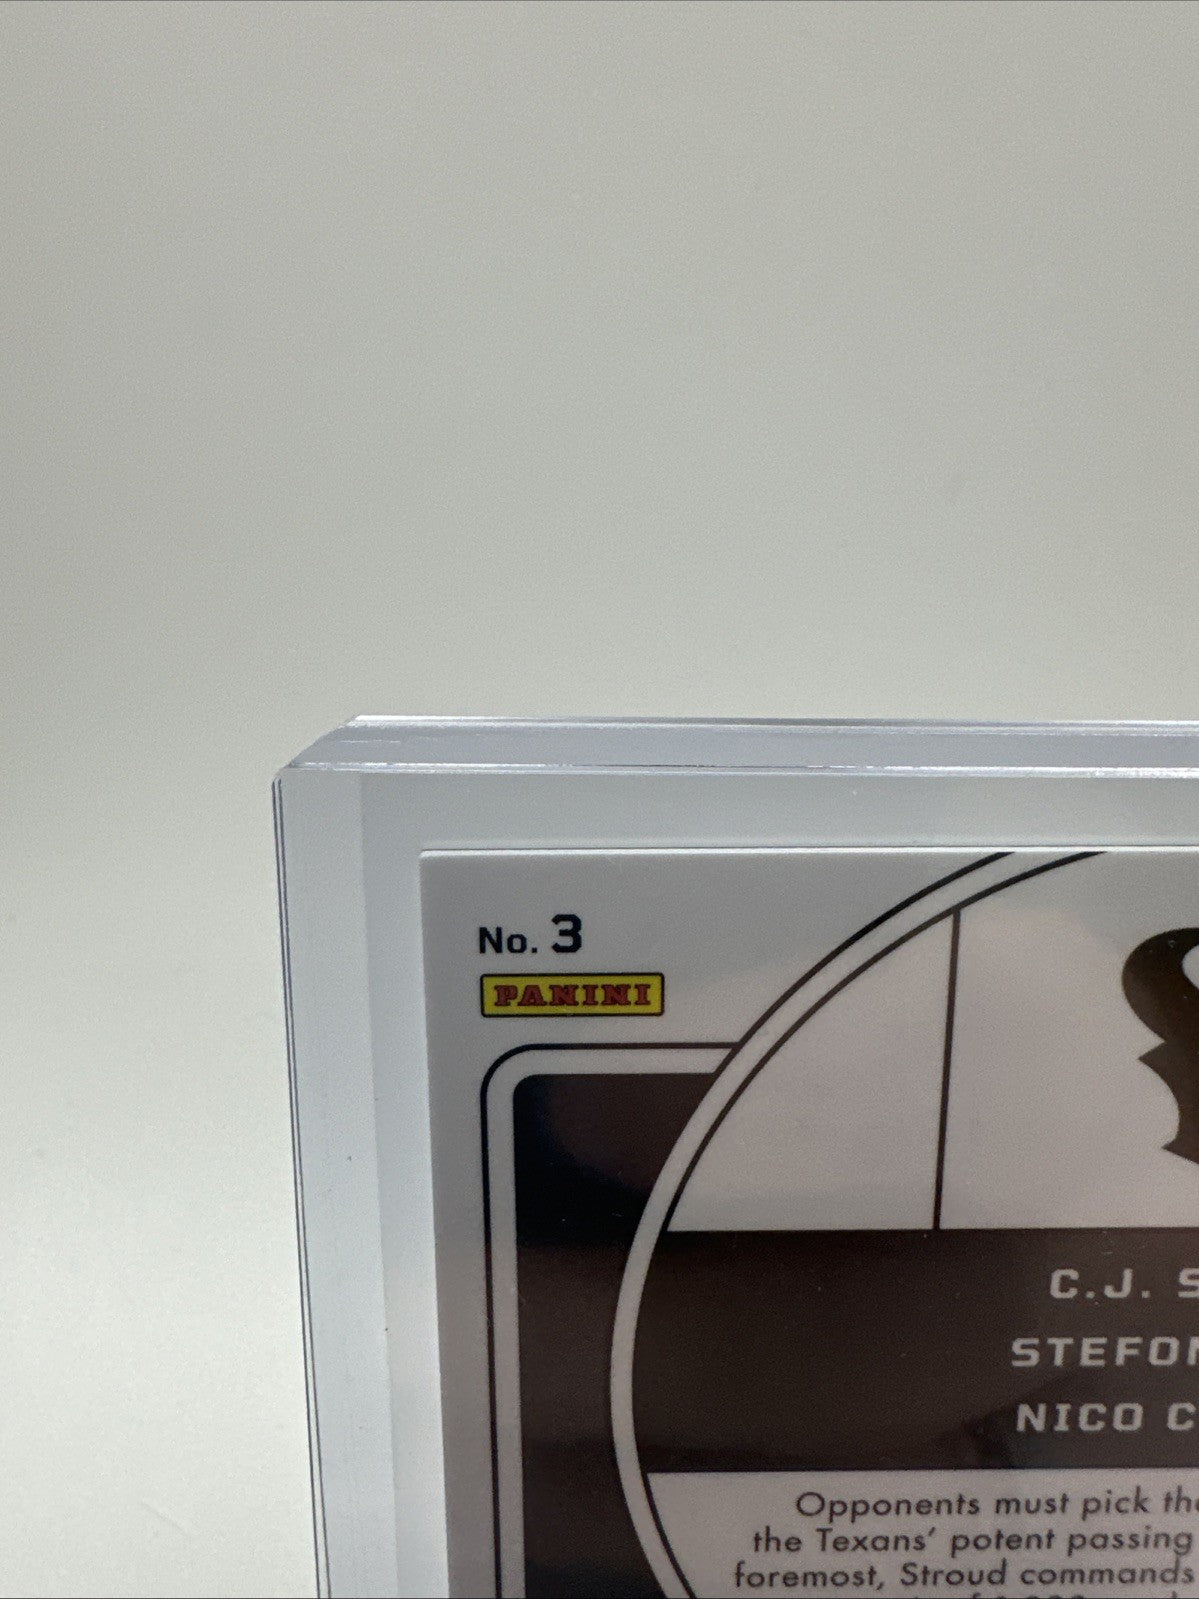 No. 3
PANINI
C.J. S
STEFON
NICO C
Opponents must pick the
the Texans' potent passing
foremost, Stroud commands